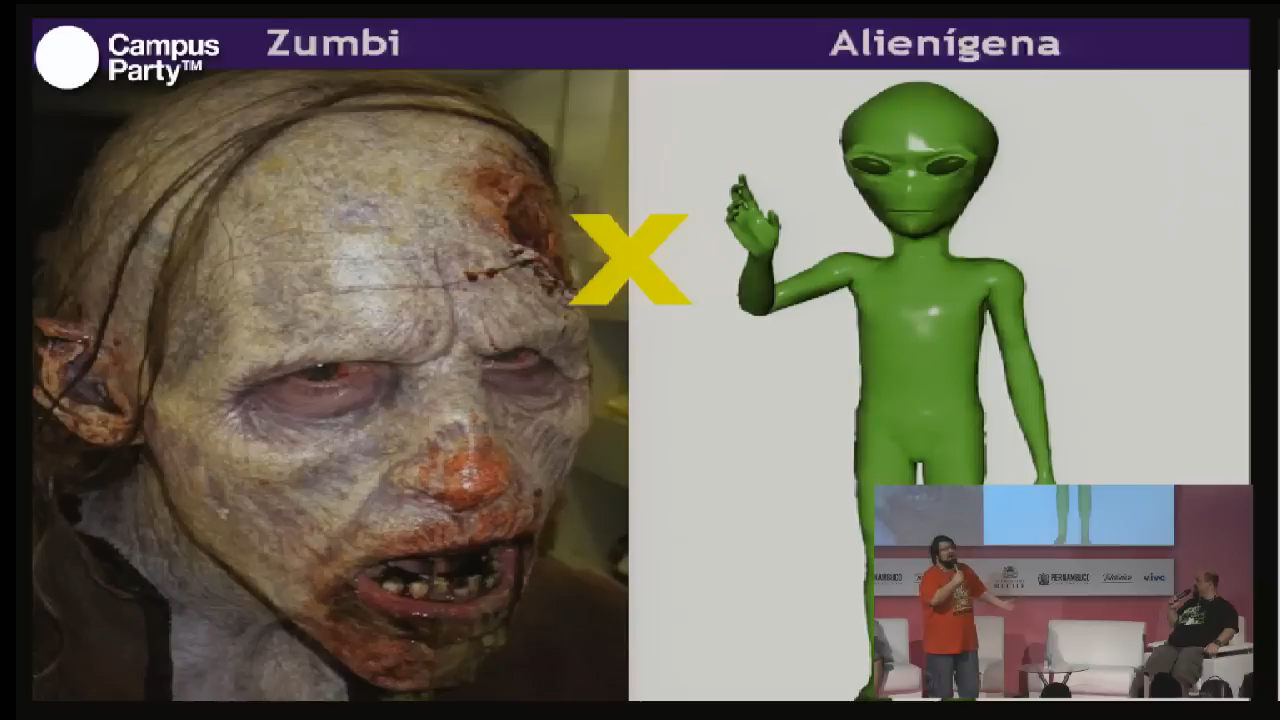 Campus
Party™
Zumbi
Alienígena
X
PERNAMBUCO
vivo